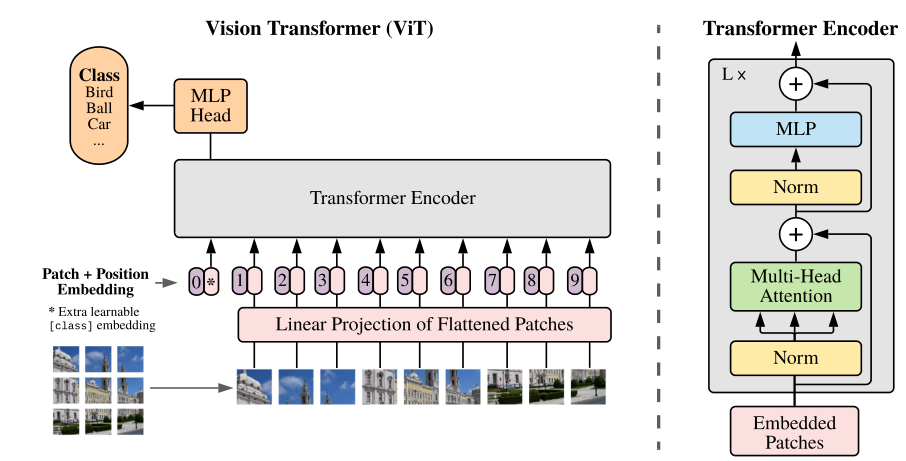 Vision Transformer (ViT)
Class
Bird
Ball
Car
...
MLP
Head
Transformer Encoder
Patch + Position
Embedding
0 * 1 2 3 4 5 6 7 8 9
* Extra learnable
[class] embedding
Linear Projection of Flattened Patches
Transformer Encoder
L x
+
MLP
Norm
+
Multi-Head
Attention
Norm
Embedded
Patches